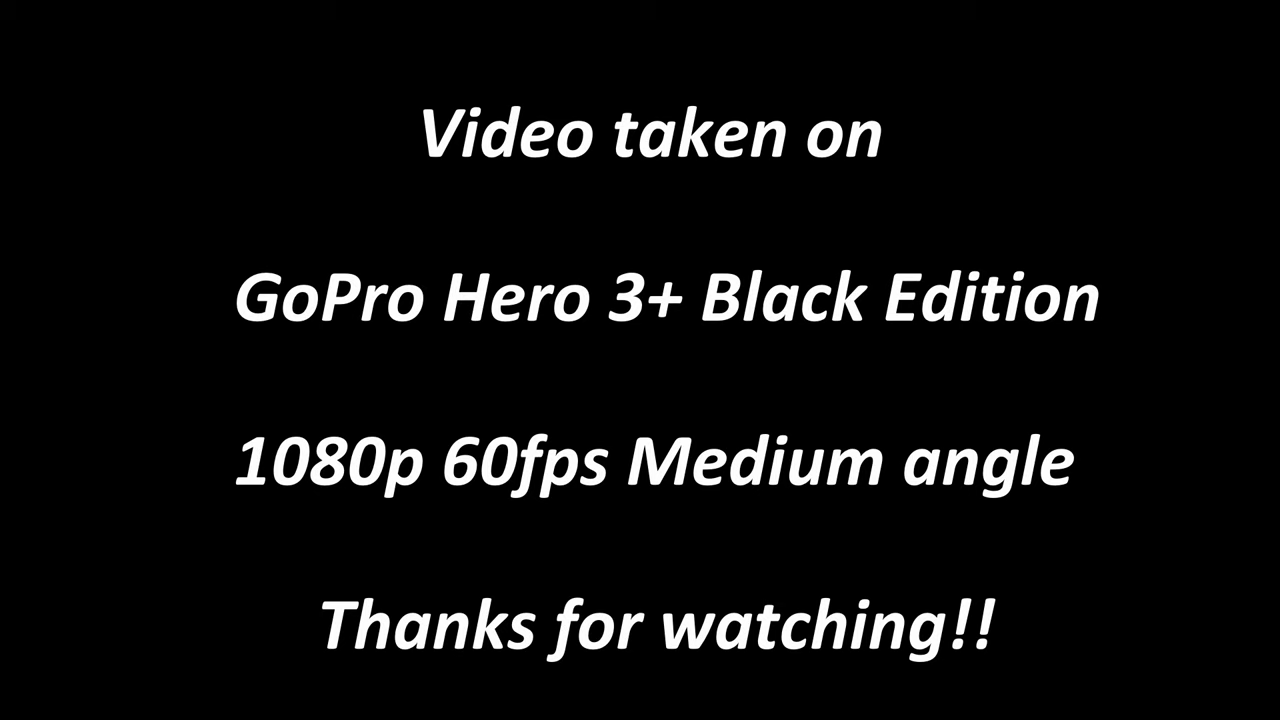 Video taken on
GoPro Hero 3+ Black Edition
1080p 60fps Medium angle
Thanks for watching!!